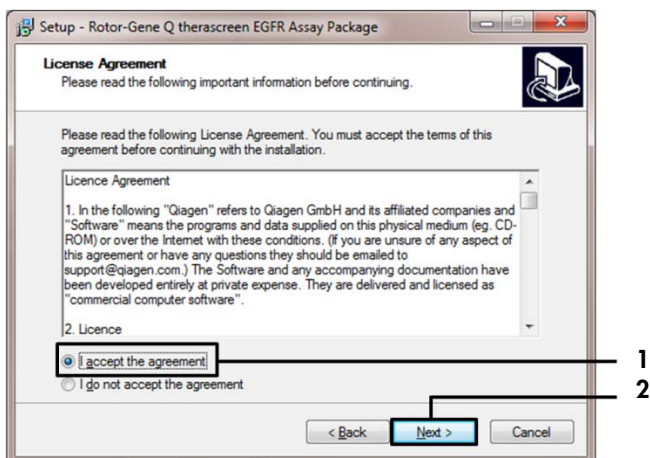 Setup - Rotor-Gene Q therascreen EGFR Assay Package
License Agreement
Please read the following important information before continuing.
Please read the following License Agreement. You must accept the terms of this
agreement before continuing with the installation.
Licence Agreement
1. In the following "Qiagen" refers to Qiagen GmbH and its affiliated companies and
"Software" means the programs and data supplied on this physical medium (eg. CD-
ROM) or over the Internet with these conditions. (If you are unsure of any aspect of
this agreement or have any questions they should be emailed to
support@qiagen.com.) The Software and any accompanying documentation have
been developed entirely at private expense. They are delivered and licensed as
"commercial computer software".
2. Licence
I accept the agreement
1
I do not accept the agreement
2
< Back
Next >
Cancel